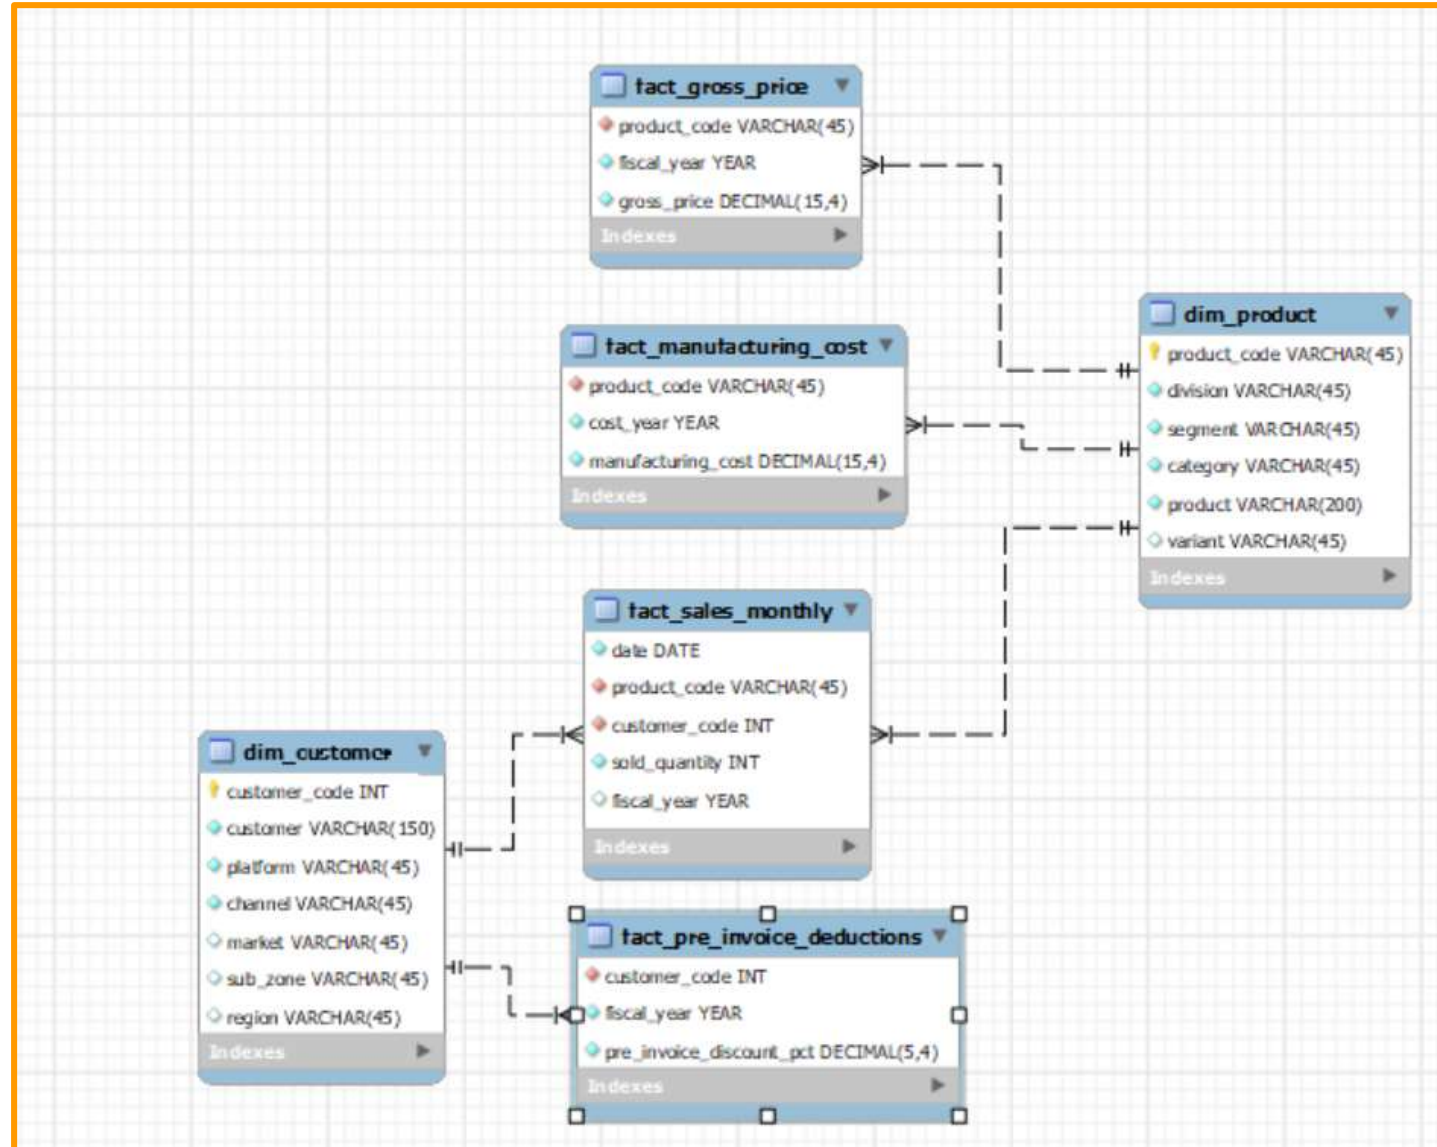 fact_gross_price
product_code VARCHAR(45)
fiscal_year YEAR
gross_price DECIMAL(15,4)
Indexes
fact_manufacturing_cost
product_code VARCHAR(45)
cost_year YEAR
manufacturing_cost DECIMAL(15,4)
Indexes
dim_product
product_code VARCHAR(45)
division VARCHAR(45)
segment VARCHAR(45)
category VARCHAR(45)
product VARCHAR(200)
variant VARCHAR(45)
Indexes
fact_sales_monthly
date DATE
product_code VARCHAR(45)
customer_code INT
sold_quantity INT
fiscal_year YEAR
Indexes
dim_customer
customer_code INT
customer VARCHAR(150)
platform VARCHAR(45)
channel VARCHAR(45)
market VARCHAR(45)
sub_zone VARCHAR(45)
region VARCHAR(45)
Indexes
fact_pre_invoice_deductions
customer_code INT
fiscal_year YEAR
pre_invoice_discount_pct DECIMAL(5,4)
Indexes